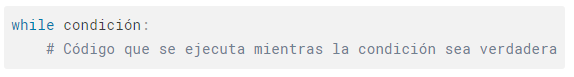 while condición:
    # Código que se ejecuta mientras la condición sea verdadera